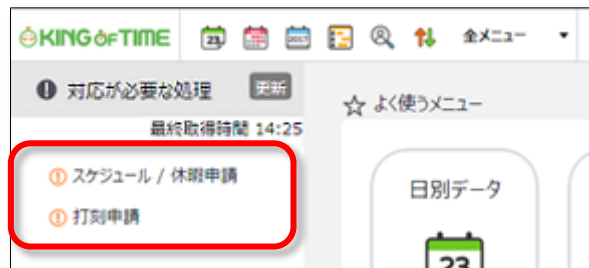 KING OF TIME 23 2017 全メニュー
対応が必要な処理 更新
最終取得時間 14:25
スケジュール / 休暇申請
打刻申請
よく使うメニュー
日別データ
23